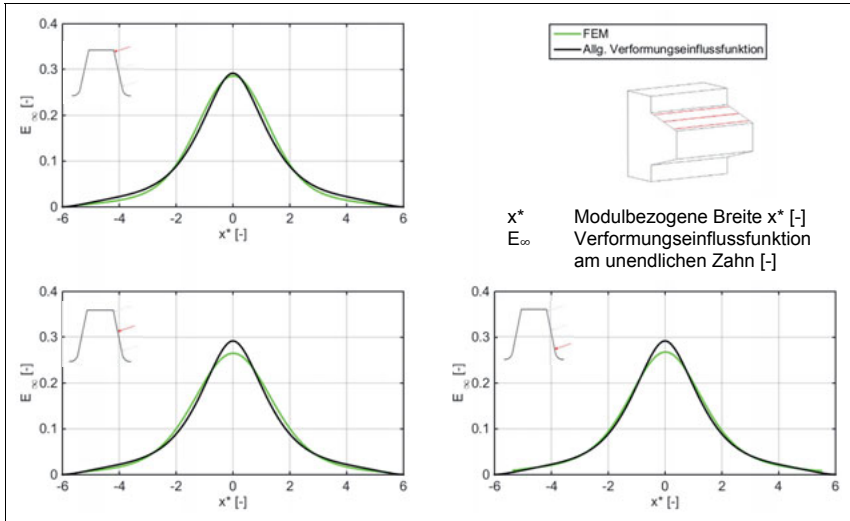 0.4
0.3
0.2
0.1
0
E∞ [-]
-6 -4 -2 0 2 4 6
x* [-]
FEM
Allg. Verformungseinflussfunktion
x* Modulbezogene Breite x* [-]
E∞ Verformungseinflussfunktion
am unendlichen Zahn [-]
0.4
0.3
0.2
0.1
0
E∞ [-]
-6 -4 -2 0 2 4 6
x* [-]
0.4
0.3
0.2
0.1
0
E∞ [-]
-6 -4 -2 0 2 4 6
x* [-]